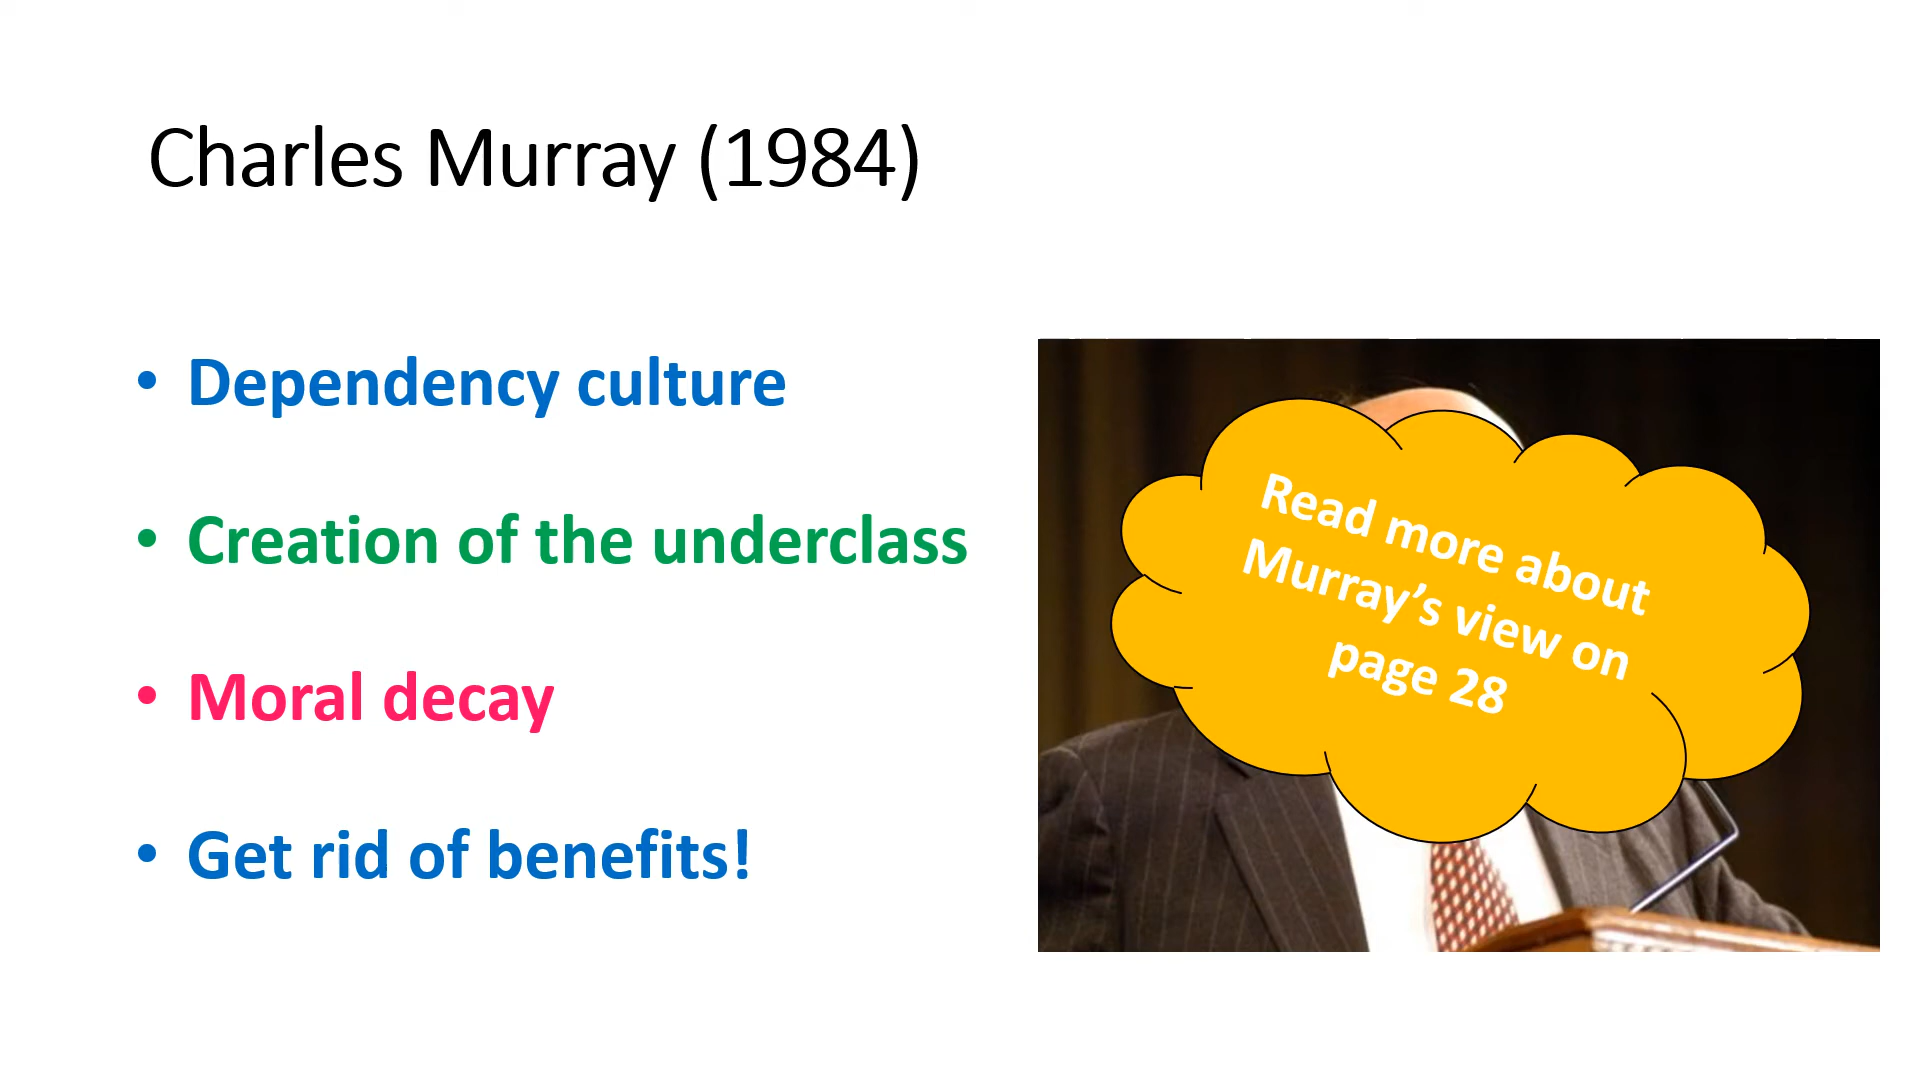 Charles Murray (1984)
• Dependency culture
• Creation of the underclass
• Moral decay
• Get rid of benefits!
Read more about
Murray’s view on
page 28